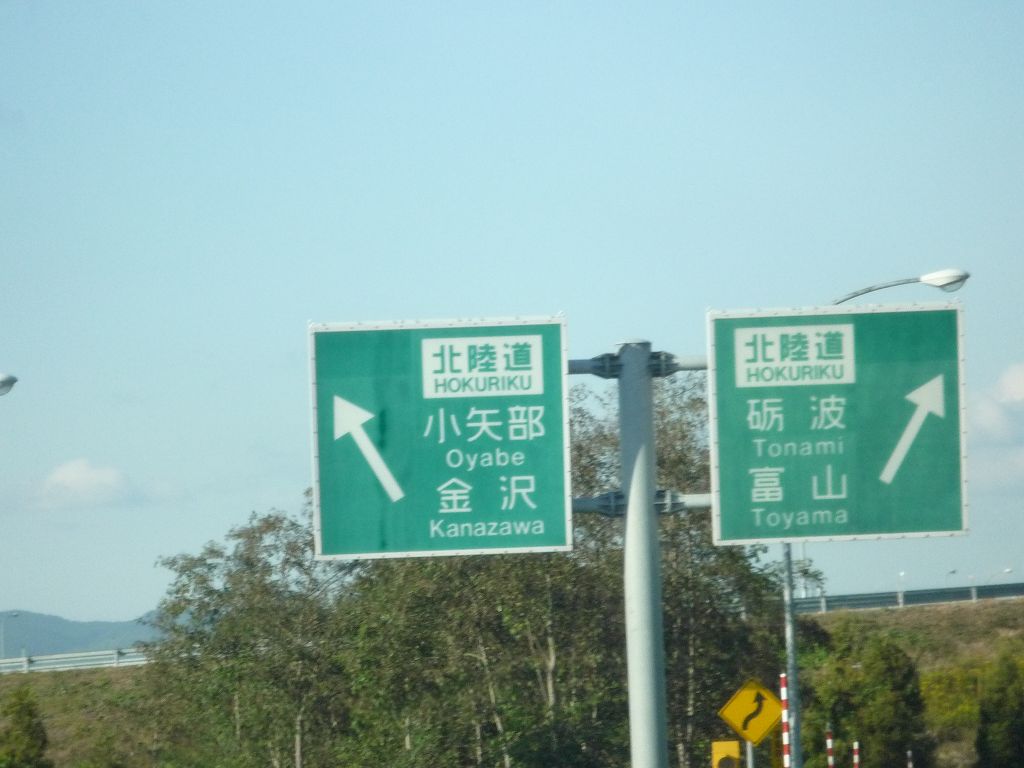 北陸道
HOKURIKU
小矢部
Oyabe
金沢
Kanazawa
北陸道
HOKURIKU
砺波
Tonami
富山
Toyama